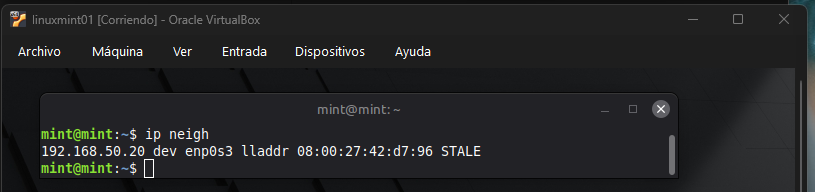 linuxmint01 [Corriendo] - Oracle VirtualBox
Archivo Máquina Ver Entrada Dispositivos Ayuda
mint@mint: ~
mint@mint:~$ ip neigh
192.168.50.20 dev enp0s3 lladdr 08:00:27:42:d7:96 STALE
mint@mint:~$